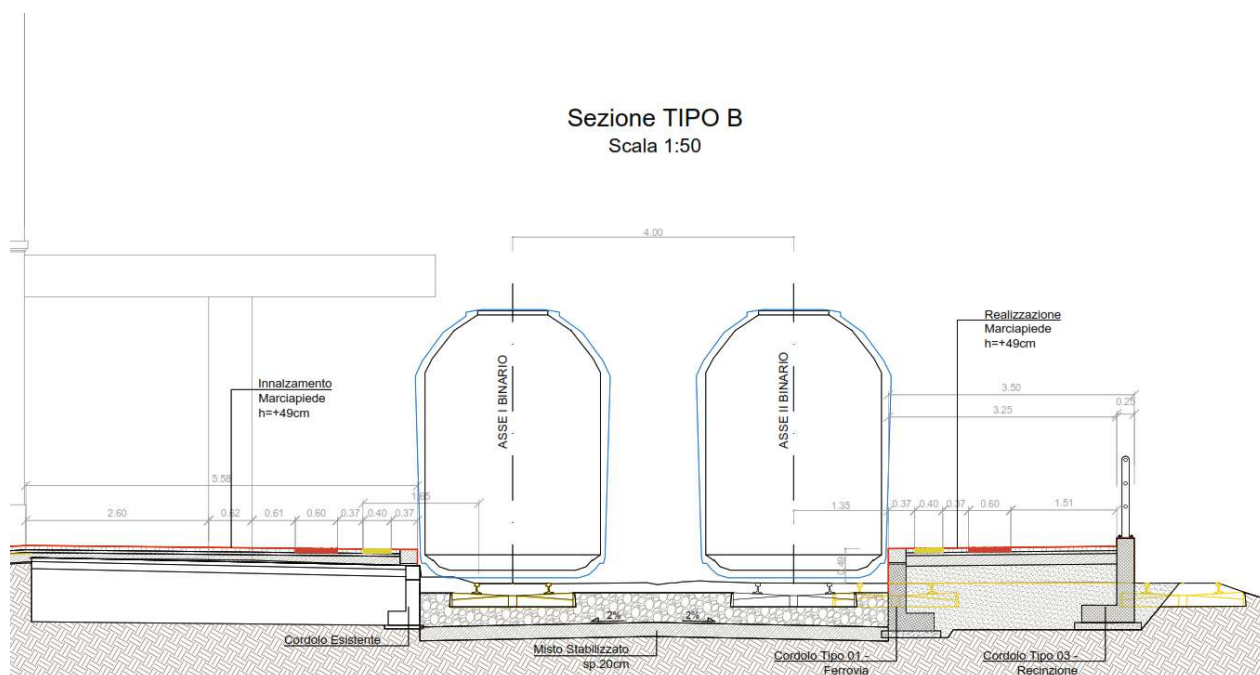 Sezione TIPO B
Scala 1:50
4.00
ASSE I BINARIO
ASSE II BINARIO
Realizzazione
Marciapiede
h=+49cm
Innalzamento
Marciapiede
h=+49cm
3.50
3.25
0.25
5.58
1.65
2.60
0.62
0.61
0.60
0.37
0.40
0.37
1.35
0.37
0.40
0.37
0.60
1.51
0.49
2%
2%
Cordolo Esistente
Misto Stabilizzato
sp.20cm
Cordolo Tipo 01 -
Ferrovia
Cordolo Tipo 03 -
Recinzione